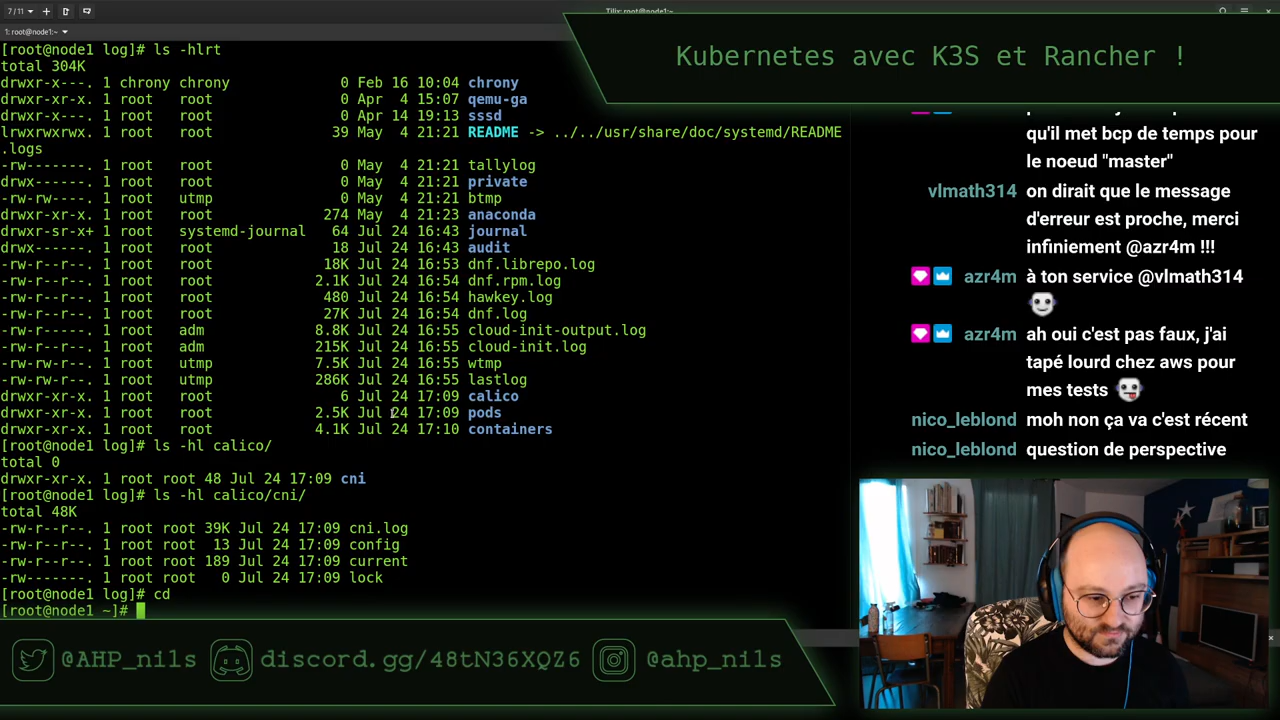 7 / 11
Tilix: root@node1:~
1: root@node1:~
[root@node1 log]# ls -hlrt
total 304K
drwxr-x---. 1 chrony chrony 0 Feb 16 10:04 chrony
drwxr-xr-x. 1 root root 0 Apr 4 15:07 qemu-ga
drwxr-x---. 1 root root 0 Apr 14 19:13 sssd
lrwxrwxrwx. 1 root root 39 May 4 21:21 README -> ../../usr/share/doc/systemd/README
.logs
-rw-------. 1 root root 0 May 4 21:21 tallylog
drwx------. 1 root root 0 May 4 21:21 private
-rw-rw----. 1 root utmp 0 May 4 21:21 btmp
drwxr-xr-x. 1 root root 274 May 4 21:23 anaconda
drwxr-sr-x+ 1 root systemd-journal 64 Jul 24 16:43 journal
drwx------. 1 root root 18 Jul 24 16:43 audit
-rw-r--r--. 1 root root 18K Jul 24 16:53 dnf.librepo.log
-rw-r--r--. 1 root root 2.1K Jul 24 16:54 dnf.rpm.log
-rw-r--r--. 1 root root 480 Jul 24 16:54 hawkey.log
-rw-r--r--. 1 root root 27K Jul 24 16:54 dnf.log
-rw-r-----. 1 root adm 8.8K Jul 24 16:55 cloud-init-output.log
-rw-r-----. 1 root adm 215K Jul 24 16:55 cloud-init.log
-rw-rw-r--. 1 root utmp 7.5K Jul 24 16:55 wtmp
-rw-rw-r--. 1 root utmp 286K Jul 24 16:55 lastlog
drwxr-xr-x. 1 root root 6 Jul 24 17:09 calico
drwxr-xr-x. 1 root root 2.5K Jul 24 17:09 pods
drwxr-xr-x. 1 root root 4.1K Jul 24 17:10 containers
[root@node1 log]# ls -hl calico/
total 0
drwxr-xr-x. 1 root root 48 Jul 24 17:09 cni
[root@node1 log]# ls -hl calico/cni/
total 48K
-rw-r--r--. 1 root root 39K Jul 24 17:09 cni.log
-rw-r--r--. 1 root root 13 Jul 24 17:09 config
-rw-r--r--. 1 root root 189 Jul 24 17:09 current
-rw-------. 1 root root 0 Jul 24 17:09 lock
[root@node1 log]# cd
[root@node1 ~]#
Kubernetes avec K3S et Rancher !
qu'il met bcp de temps pour
le noeud "master"
vlmath314 on dirait que le message
d'erreur est proche, merci
infiniement @azr4m !!!
azr4m à ton service @vlmath314
azr4m ah oui c'est pas faux, j'ai
tapé lourd chez aws pour
mes tests
nico_leblond moh non ça va c'est récent
nico_leblond question de perspective
@AHP_nils discord.gg/48tN36XQZ6 @ahp_nils